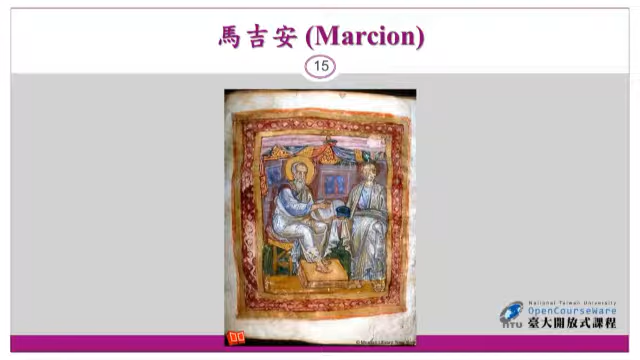 馬吉安 (Marcion)
15
National Taiwan University
OpenCourseWare
NTU 臺大開放式課程